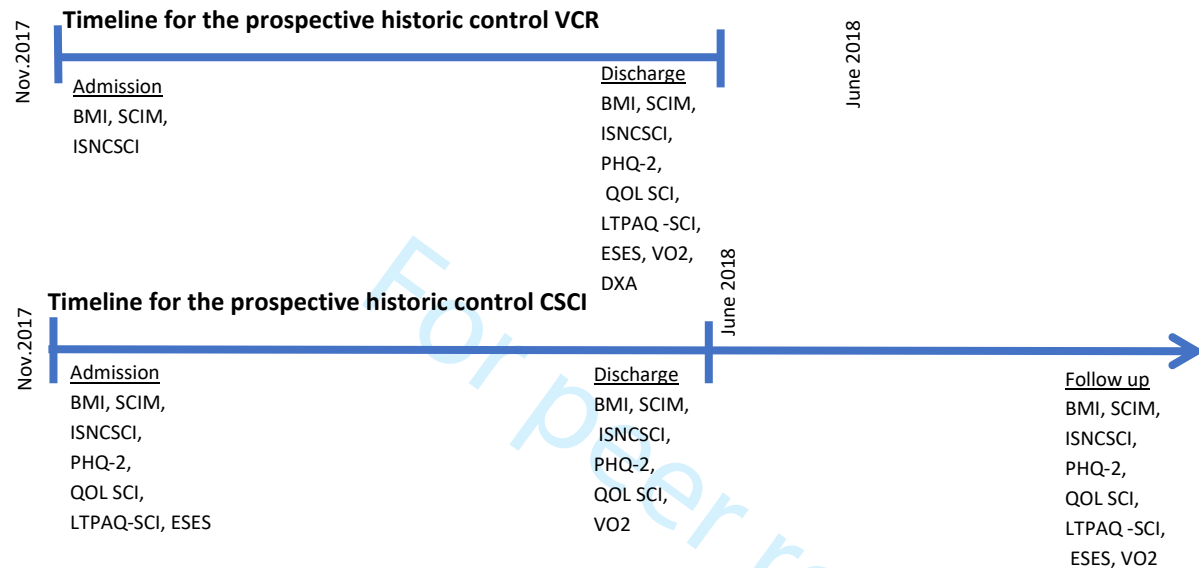 Timeline for the prospective historic control VCR
Nov.2017
June 2018
Admission
BMI, SCIM,
ISNCSCI
Discharge
BMI, SCIM,
ISNCSCI,
PHQ-2,
QOL SCI,
LTPAQ -SCI,
ESES, VO2,
DXA
Timeline for the prospective historic control CSCI
Nov.2017
June 2018
Admission
BMI, SCIM,
ISNCSCI,
PHQ-2,
QOL SCI,
LTPAQ-SCI, ESES
Discharge
BMI, SCIM,
ISNCSCI,
PHQ-2,
QOL SCI,
VO2
Follow up
BMI, SCIM,
ISNCSCI,
PHQ-2,
QOL SCI,
LTPAQ -SCI,
ESES, VO2
For peer r